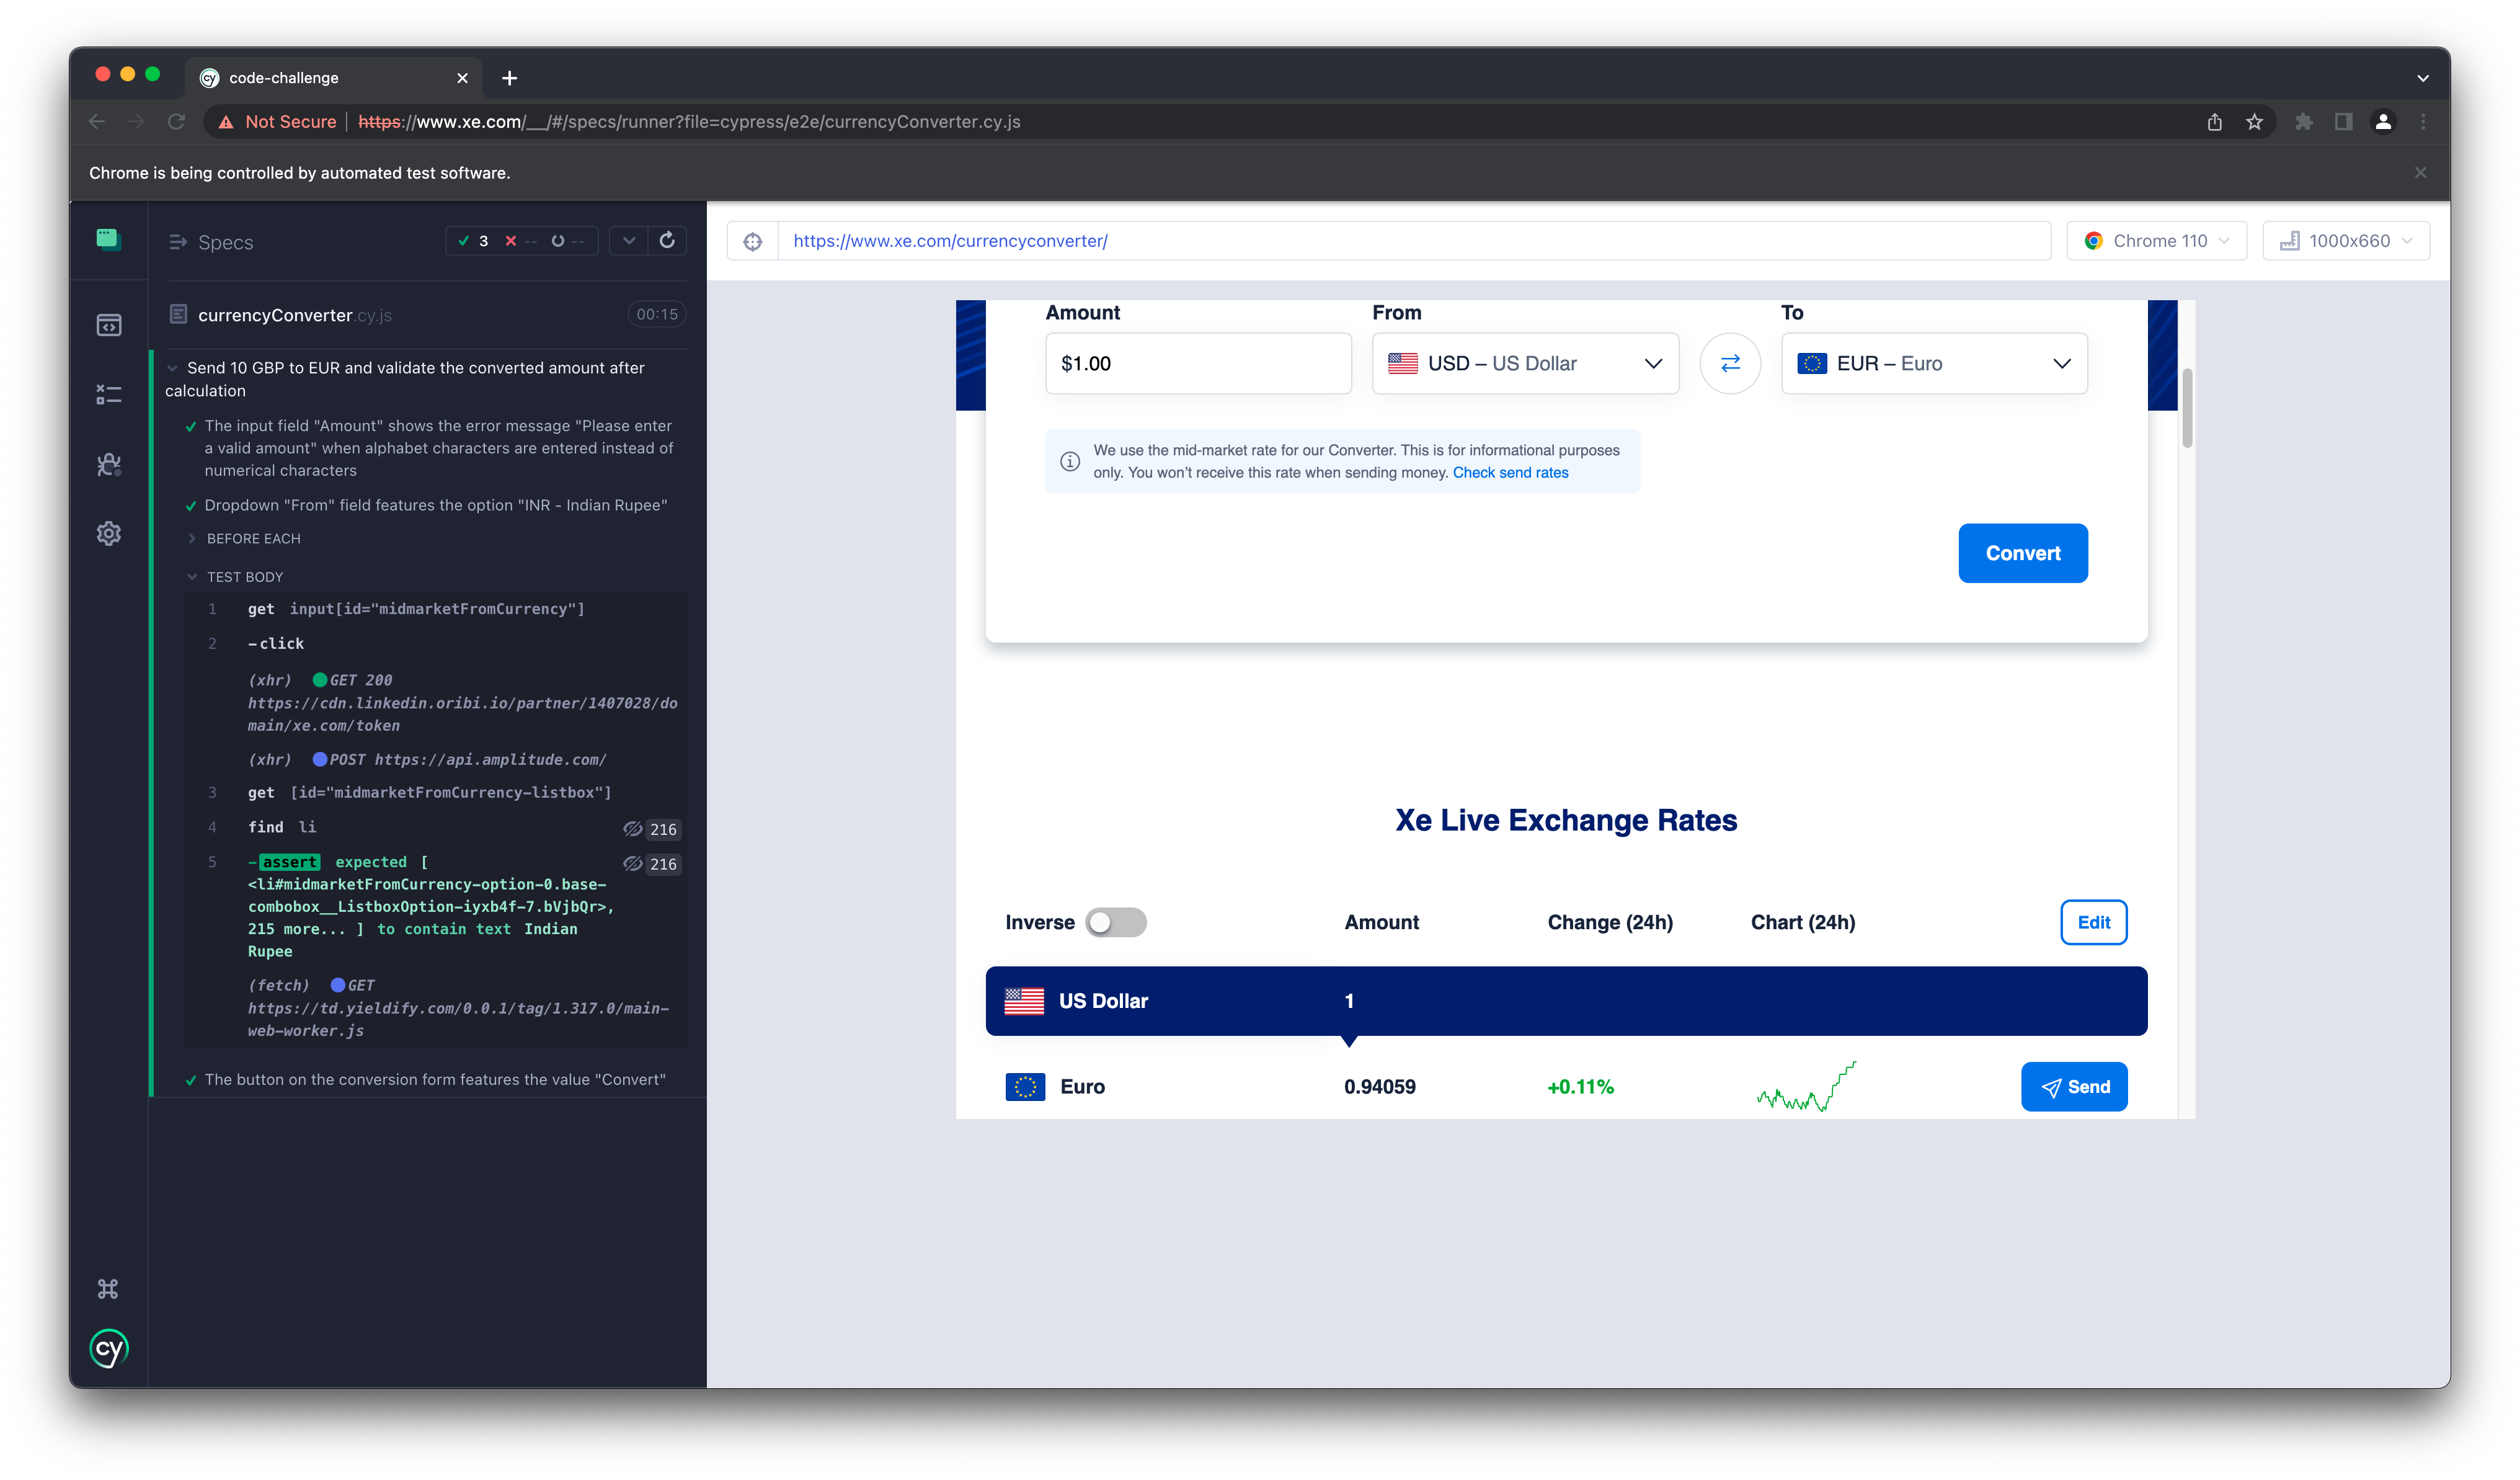 code-challenge
Not Secure | https://www.xe.com/__/#/specs/runner?file=cypress/e2e/currencyConverter.cy.js
Chrome is being controlled by automated test software.
Specs
3 -- --
currencyConverter.cy.js 00:15
Send 10 GBP to EUR and validate the converted amount after
calculation
The input field "Amount" shows the error message "Please enter
a valid amount" when alphabet characters are entered instead of
numerical characters
Dropdown "From" field features the option "INR - Indian Rupee"
BEFORE EACH
TEST BODY
1 get input[id="midmarketFromCurrency"]
2 -click
(xhr) GET 200
https://cdn.linkedin.oribi.io/partner/1407028/do
main/xe.com/token
(xhr) POST https://api.amplitude.com/
3 get [id="midmarketFromCurrency-listbox"]
4 find li 216
5 -assert expected [ 216
<li#midmarketFromCurrency-option-0.base-
combobox__ListboxOption-iyxb4f-7.bVjbQr>,
215 more... ] to contain text Indian
Rupee
(fetch) GET
https://td.yieldify.com/0.0.1/tag/1.317.0/main-
web-worker.js
The button on the conversion form features the value "Convert"
cy
https://www.xe.com/currencyconverter/
Chrome 110
1000x660
Amount From To
$1.00 USD – US Dollar EUR – Euro
We use the mid-market rate for our Converter. This is for informational purposes
only. You won’t receive this rate when sending money. Check send rates
Convert
Xe Live Exchange Rates
Inverse Amount Change (24h) Chart (24h) Edit
US Dollar 1
Euro 0.94059 +0.11% Send